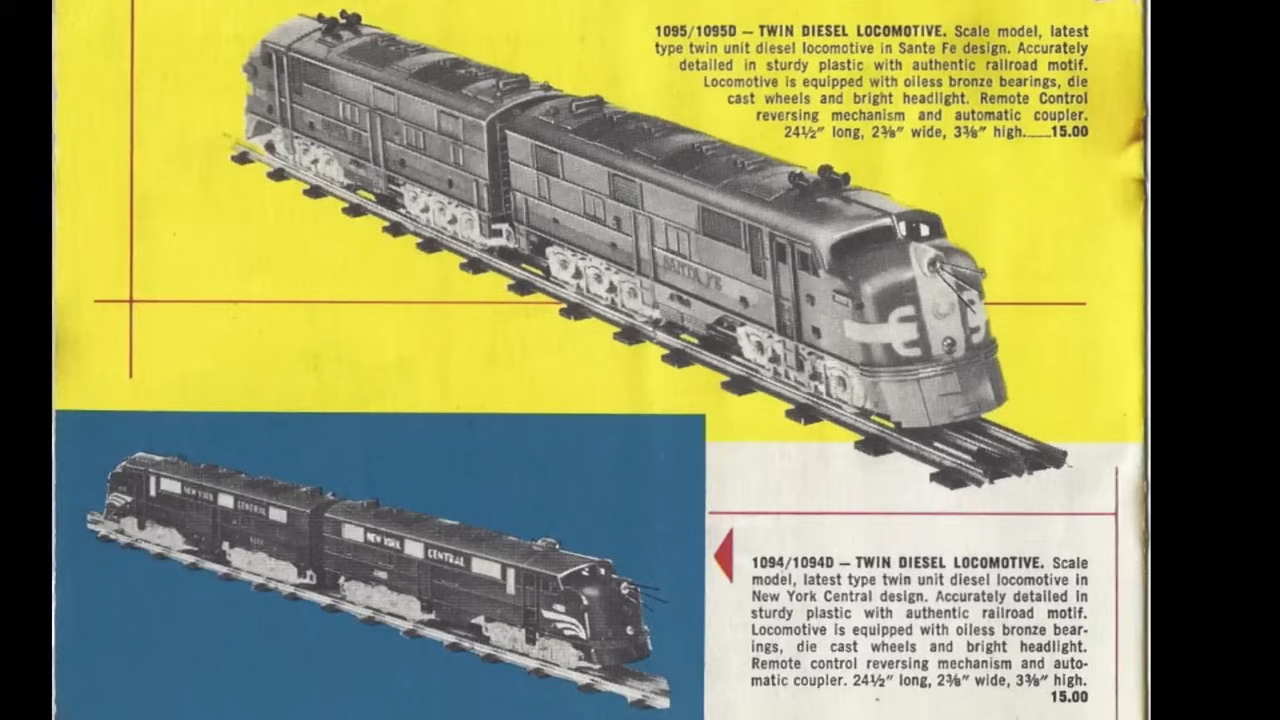 1095/1095D — TWIN DIESEL LOCOMOTIVE. Scale model, latest
type twin unit diesel locomotive in Santa Fe design. Accurately
detailed in sturdy plastic with authentic railroad motif.
Locomotive is equipped with oiless bronze bearings, die
cast wheels and bright headlight. Remote Control
reversing mechanism and automatic coupler.
24½″ long, 2⅜″ wide, 3⅜″ high.____15.00
SANTA FE
SANTA FE
NEW YORK
CENTRAL
NEW YORK
CENTRAL
1094/1094D — TWIN DIESEL LOCOMOTIVE. Scale
model, latest type twin unit diesel locomotive in
New York Central design. Accurately detailed in
sturdy plastic with authentic railroad motif.
Locomotive is equipped with oiless bronze bear-
ings, die cast wheels and bright headlight.
Remote control reversing mechanism and auto-
matic coupler. 24½″ long, 2⅜″ wide, 3⅜″ high.
15.00